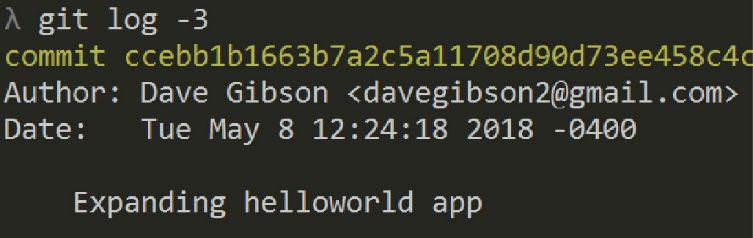 λ git log -3
commit ccebb1b1663b7a2c5a11708d90d73ee458c4c
Author: Dave Gibson <davegibson2@gmail.com>
Date:   Tue May 8 12:24:18 2018 -0400
Expanding helloworld app